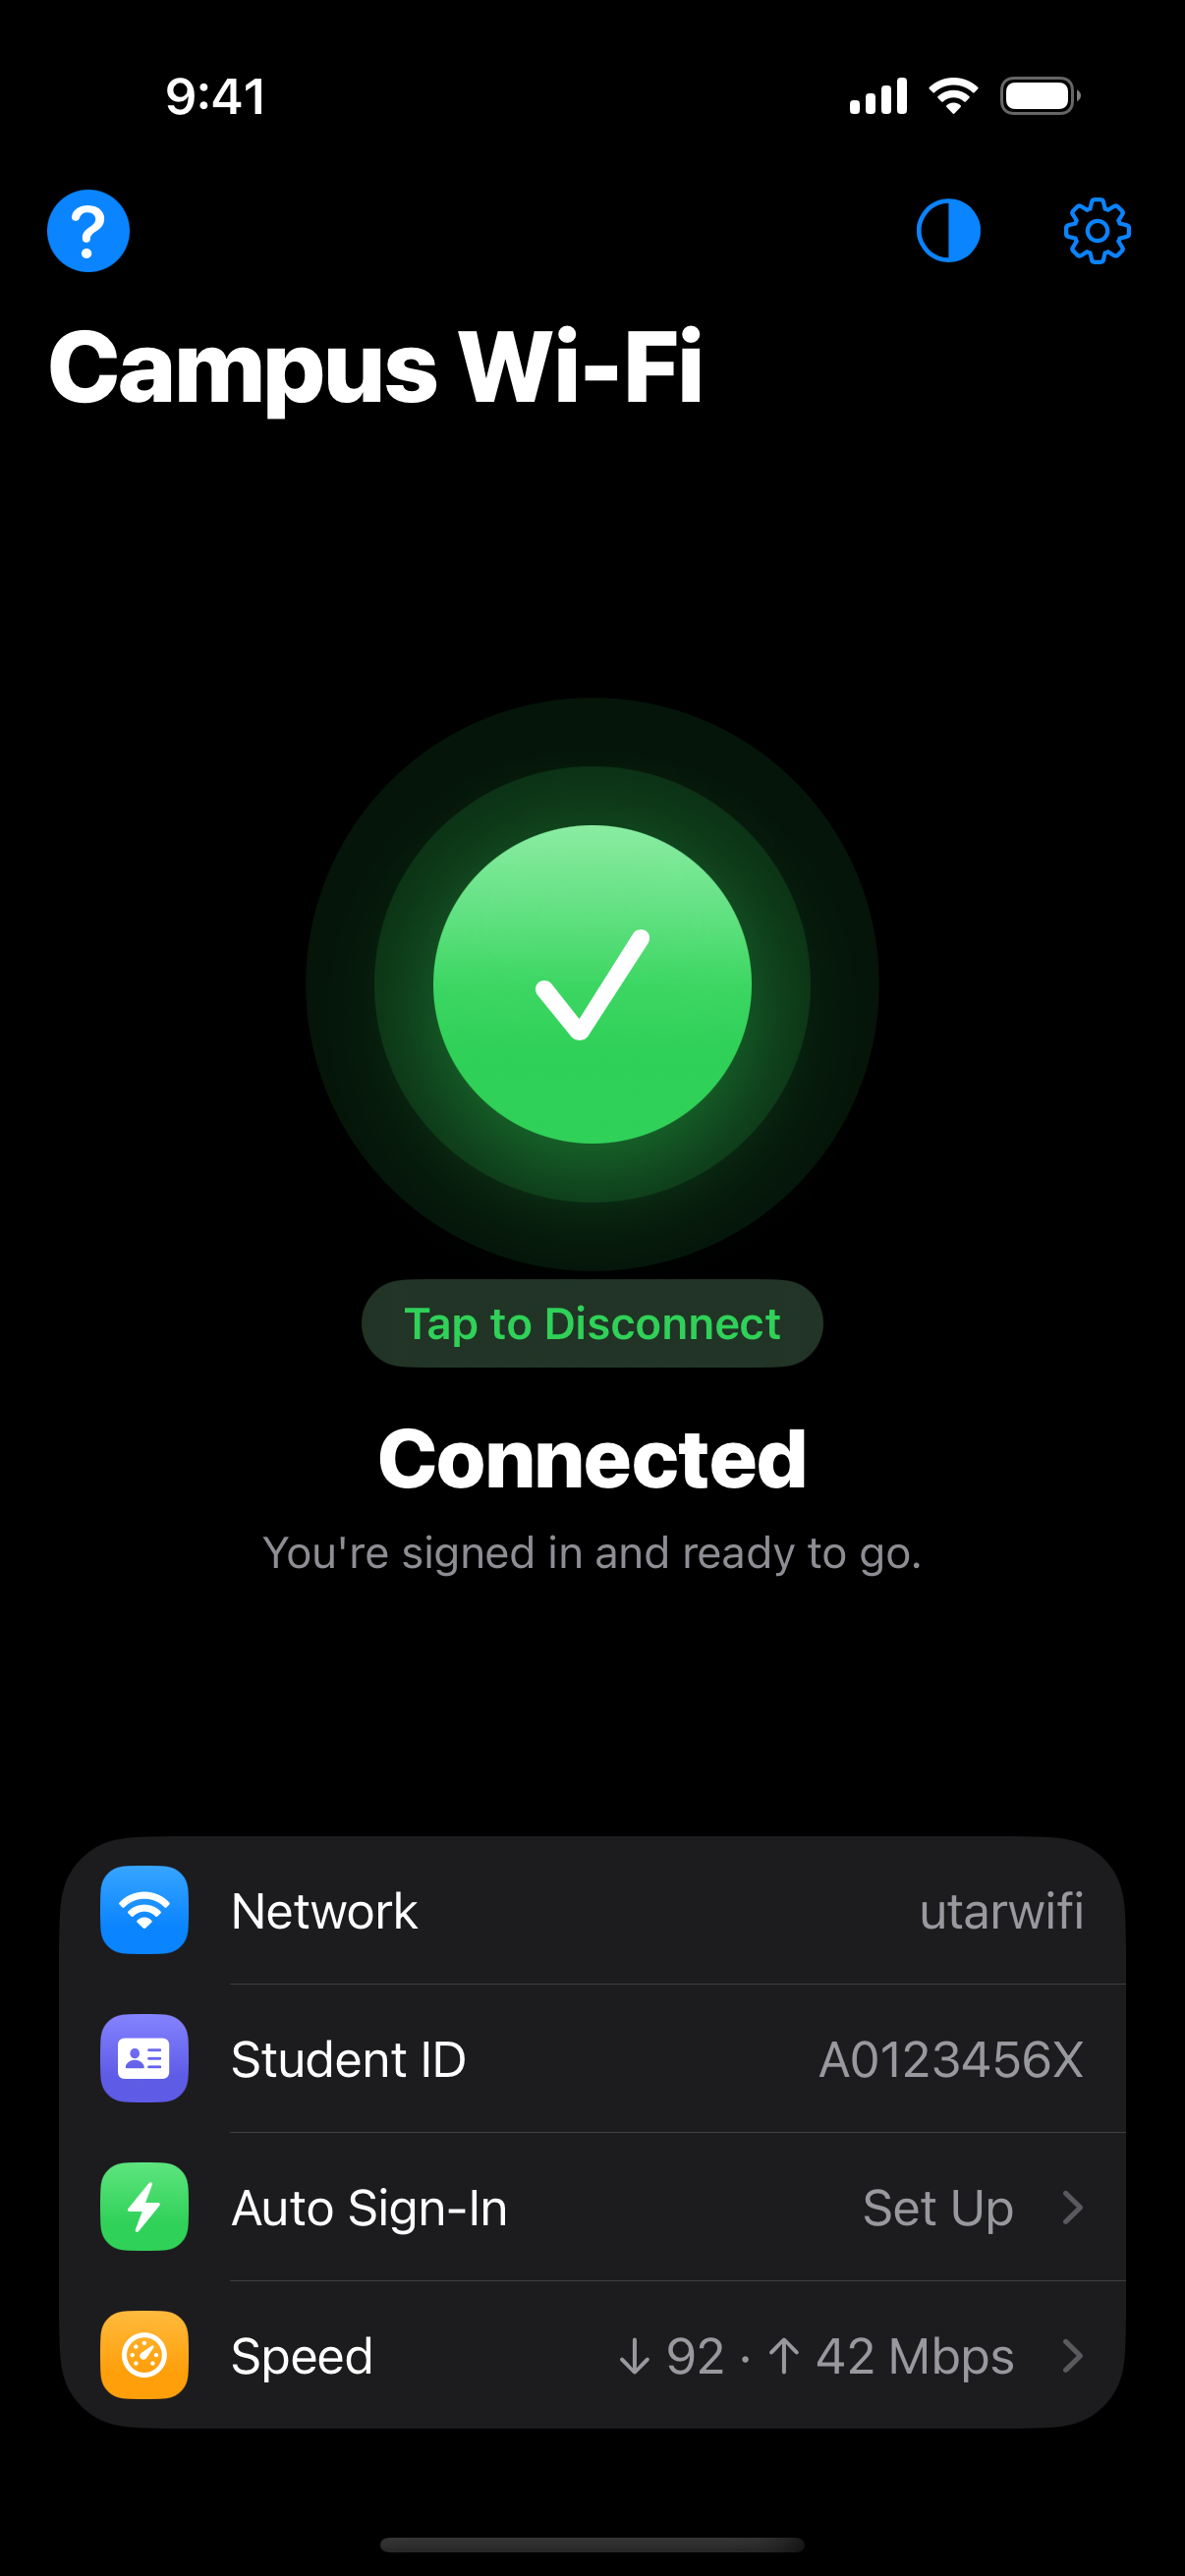 9:41
?
Campus Wi-Fi
Tap to Disconnect
Connected
You're signed in and ready to go.
Network utarwifi
Student ID A0123456X
Auto Sign-In Set Up
Speed ↓ 92 · ↑ 42 Mbps